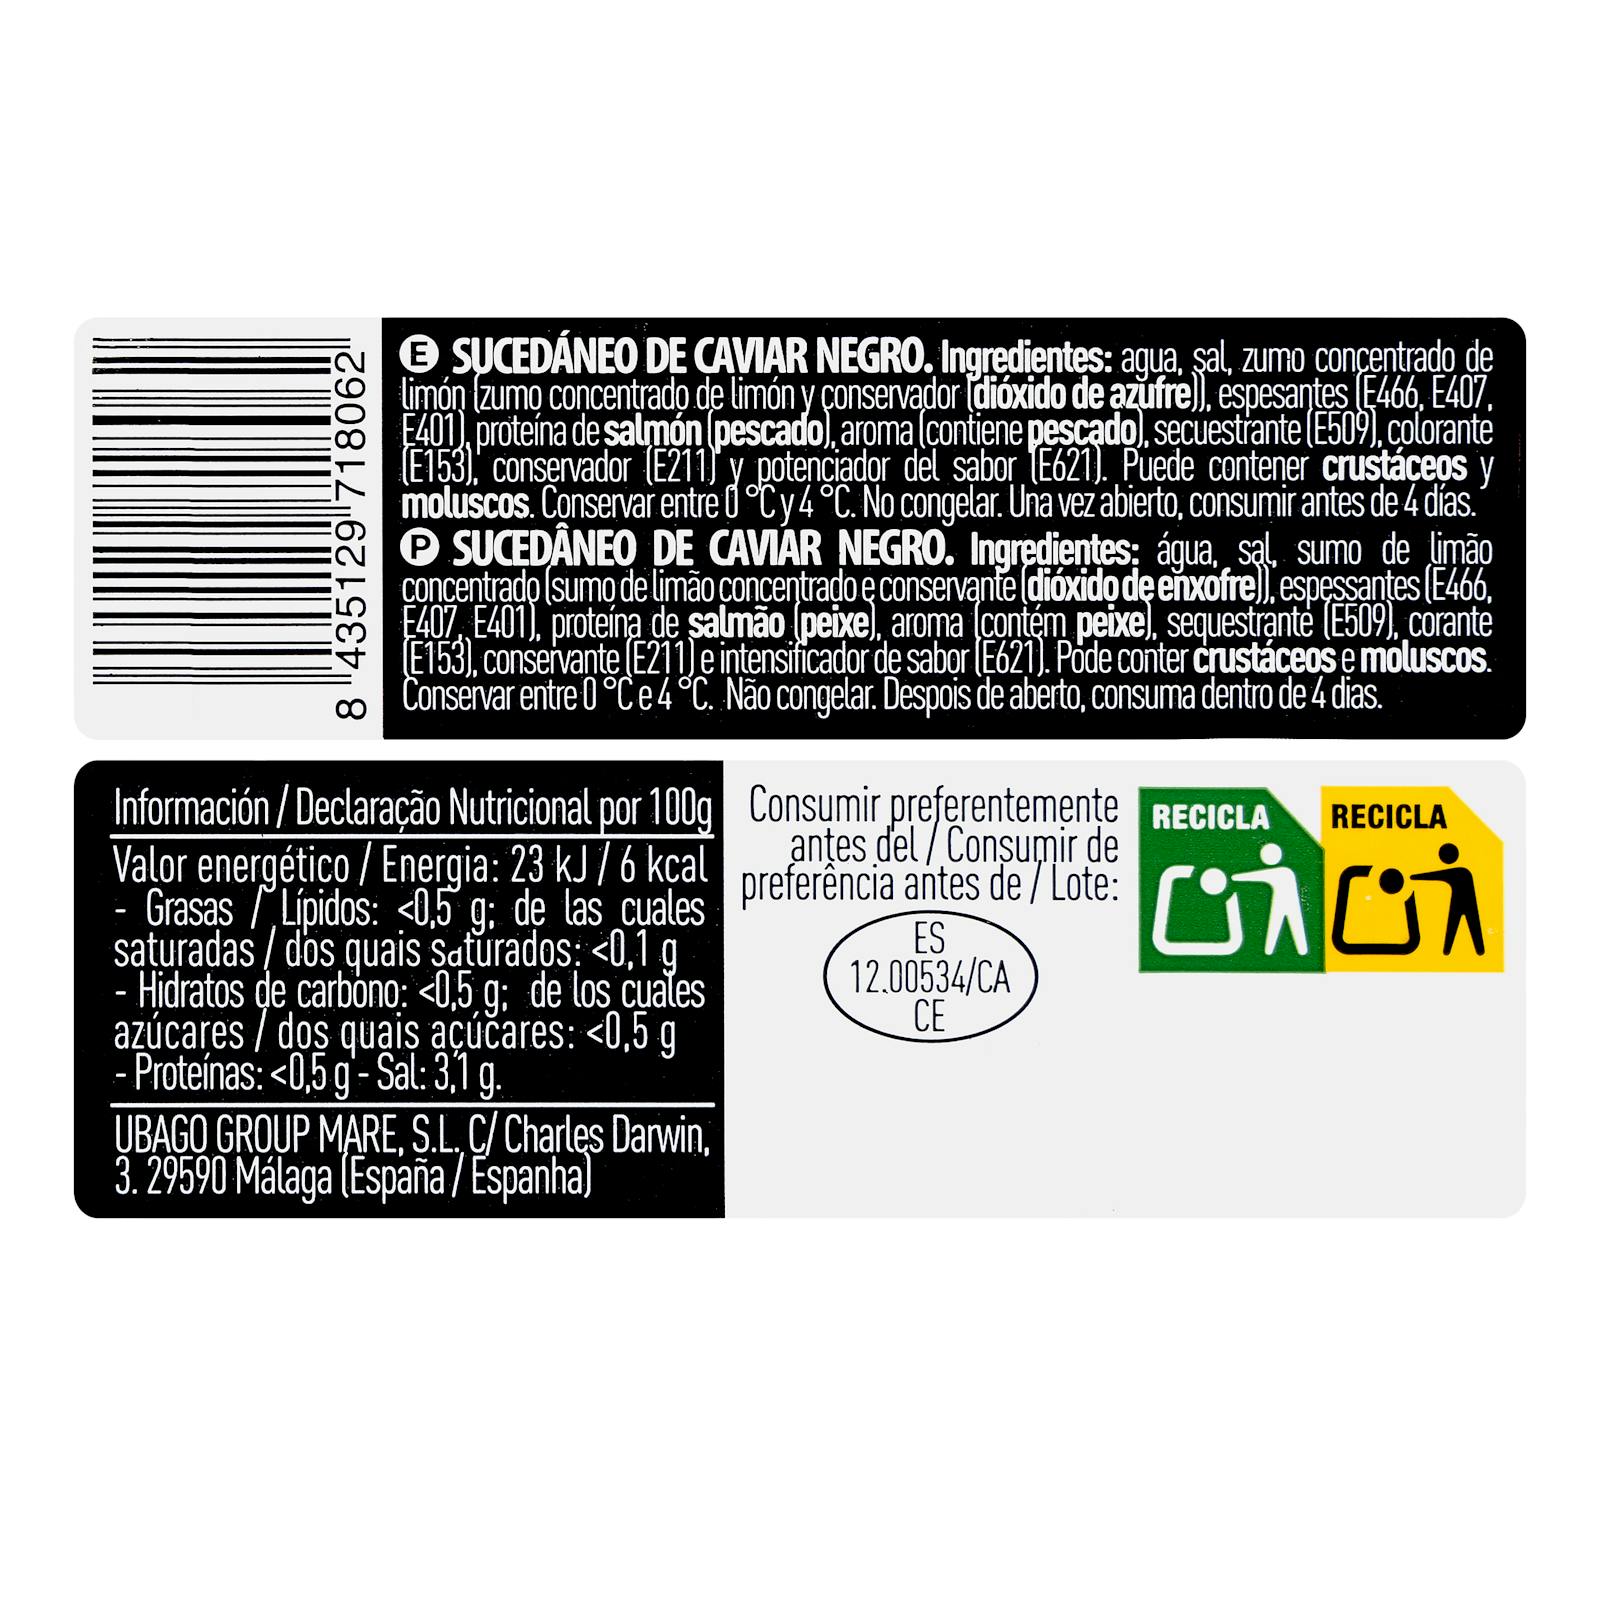 8 435129 718062
E SUCEDÁNEO DE CAVIAR NEGRO. Ingredientes: agua, sal, zumo concentrado de
limón (zumo concentrado de limón y conservador (dióxido de azufre)), espesantes (E466, E407,
E401), proteína de salmón (pescado), aroma (contiene pescado), secuestrante (E509), colorante
(E153), conservador (E211) y potenciador del sabor (E621). Puede contener crustáceos y
moluscos. Conservar entre 0 °C y 4 °C. No congelar. Una vez abierto, consumir antes de 4 días.
P SUCEDÂNEO DE CAVIAR NEGRO. Ingredientes: água, sal, sumo de limão
concentrado (sumo de limão concentrado e conservante (dióxido de enxofre)), espessantes (E466,
E407, E401), proteína de salmão (peixe), aroma (contém peixe), sequestrante (E509), corante
(E153), conservante (E211) e intensificador de sabor (E621). Pode conter crustáceos e moluscos.
Conservar entre 0 °C e 4 °C. Não congelar. Despois de aberto, consuma dentro de 4 dias.
Información / Declaração Nutricional por 100g
Valor energético / Energia: 23 kJ / 6 kcal
- Grasas / Lípidos: <0,5 g; de las cuales
saturadas / dos quais saturados: <0,1 g
- Hidratos de carbono: <0,5 g; de los cuales
azúcares / dos quais açúcares: <0,5 g
- Proteínas: <0,5 g - Sal: 3,1 g.
UBAGO GROUP MARE, S.L. C/ Charles Darwin,
3. 29590 Málaga (España / Espanha)
Consumir preferentemente
antes del / Consumir de
preferência antes de / Lote:
ES
12.00534/CA
CE
RECICLA
RECICLA